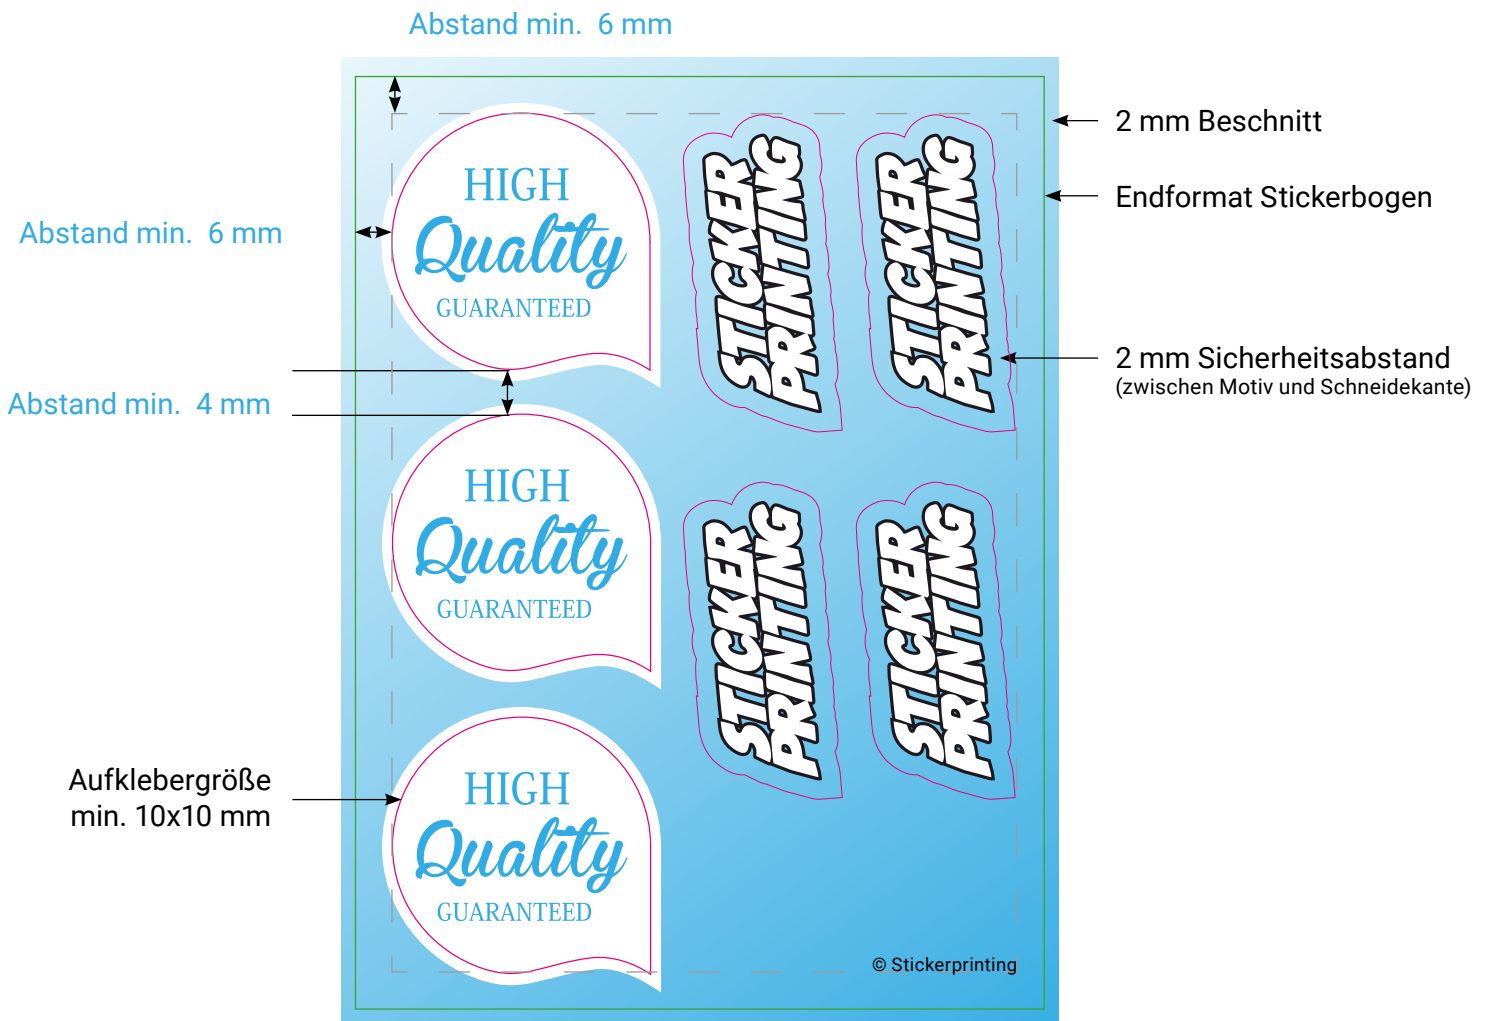 Abstand min.  6 mm
2 mm Beschnitt
Endformat Stickerbogen
Abstand min.  6 mm
Abstand min.  4 mm
2 mm Sicherheitsabstand
(zwischen Motiv und Schneidekante)
Aufklebergröße
min. 10x10 mm
HIGH
Quality
GUARANTEED
HIGH
Quality
GUARANTEED
HIGH
Quality
GUARANTEED
STICKER
PRINTING
STICKER
PRINTING
STICKER
PRINTING
STICKER
PRINTING
© Stickerprinting